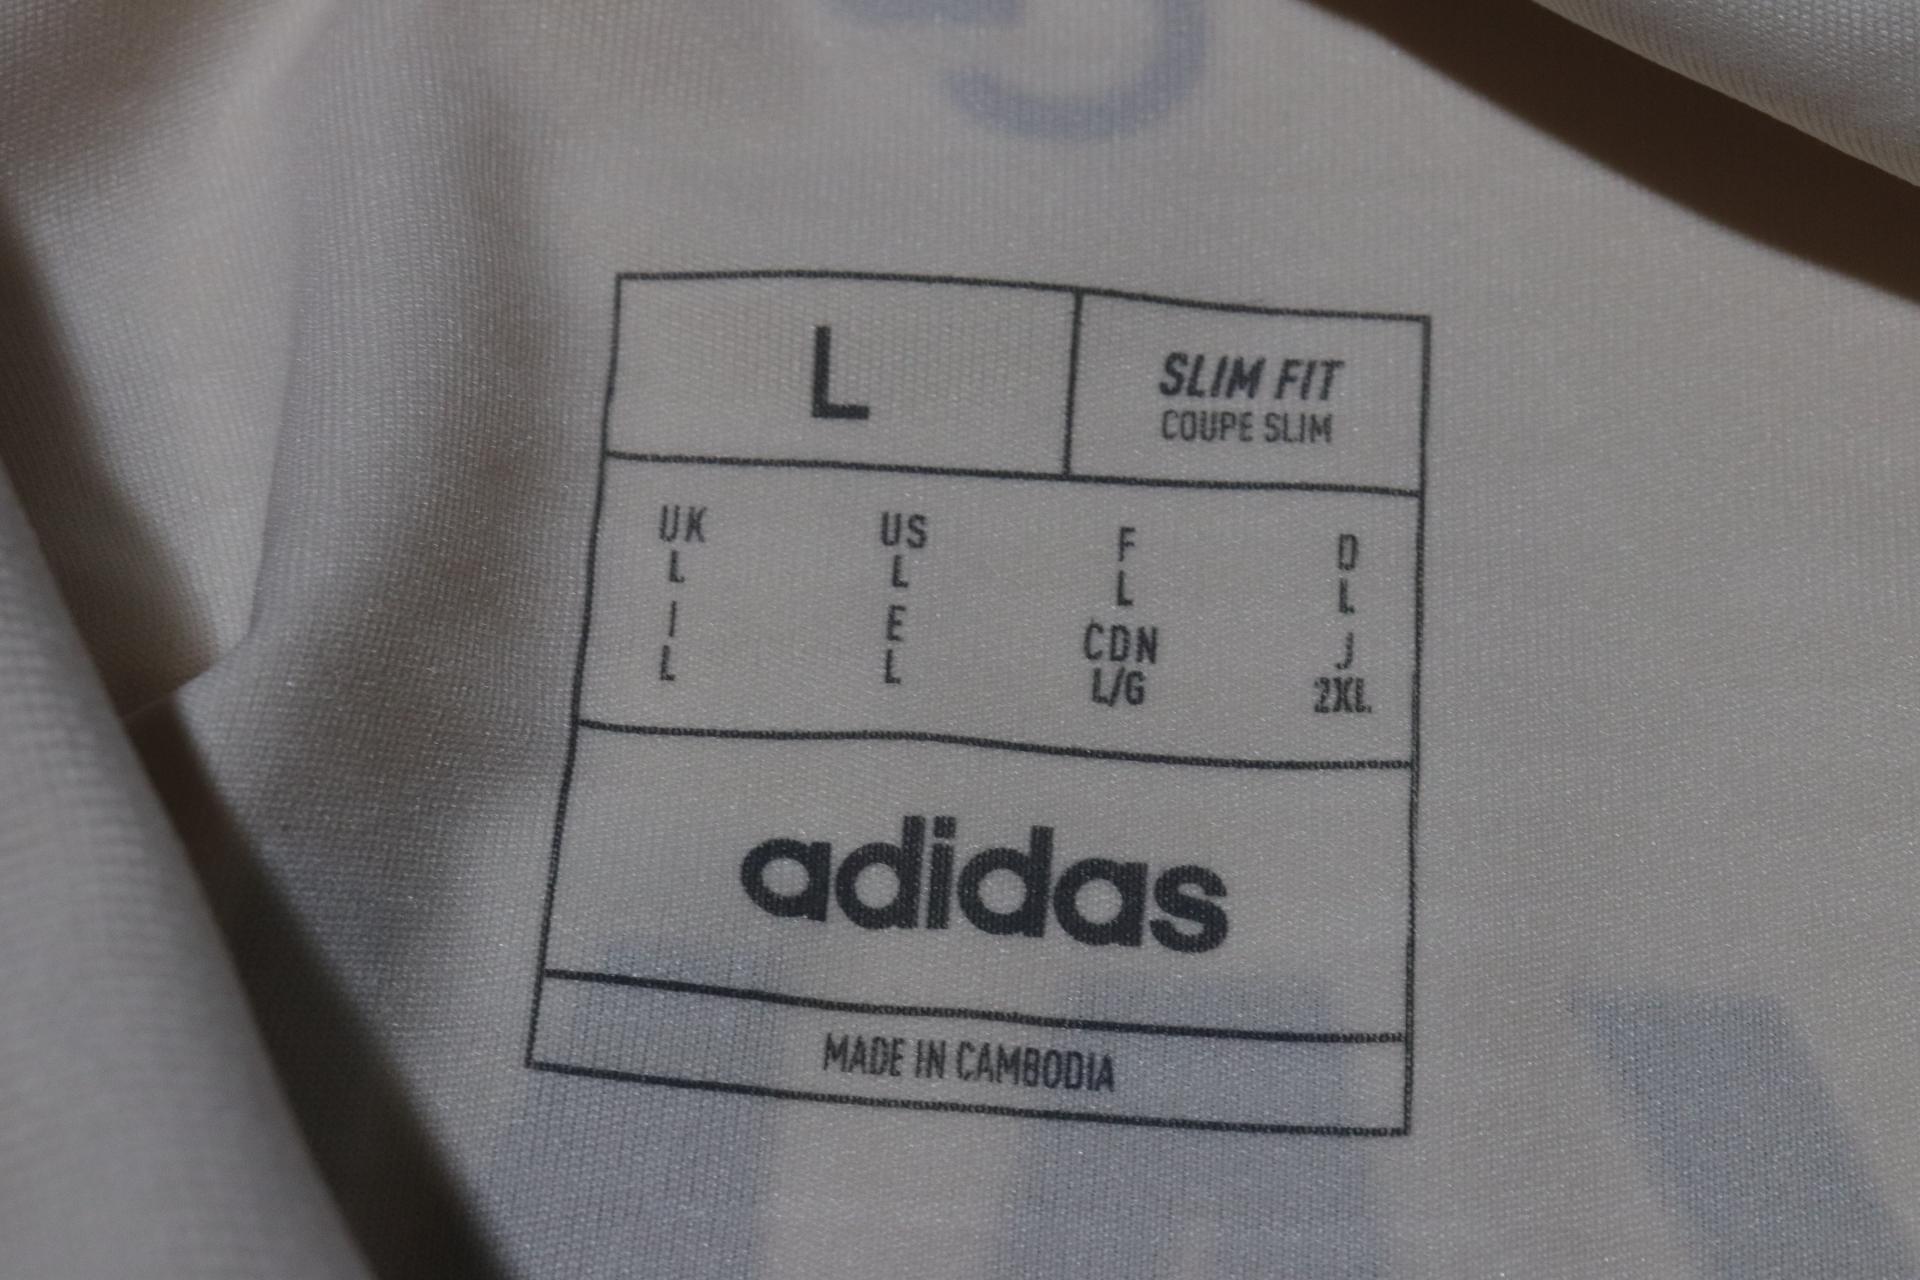 L
SLIM FIT
COUPE SLIM
UK US F D
L L L L
I E CDN J
L L L/G 2XL
adidas
MADE IN CAMBODIA